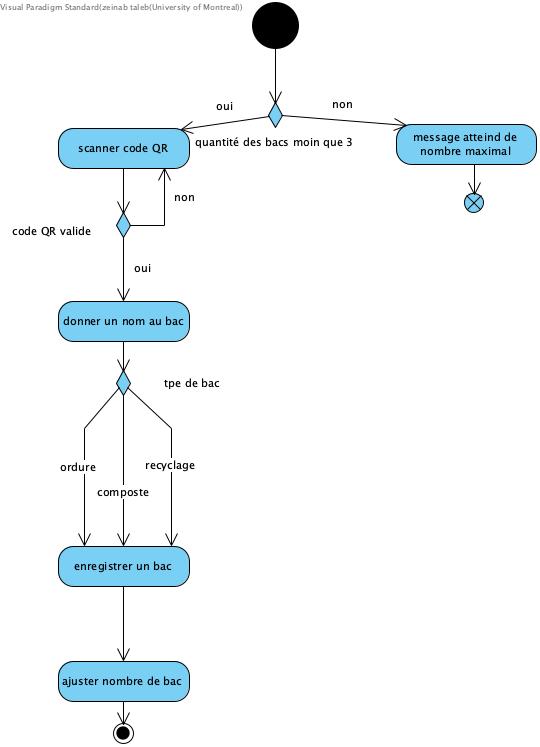 Visual Paradigm Standard(zeinab taleb(University of Montreal))
oui
non
quantité des bacs moin que 3
scanner code QR
message atteind de
nombre maximal
non
code QR valide
oui
donner un nom au bac
tpe de bac
ordure
recyclage
composte
enregistrer un bac
ajuster nombre de bac